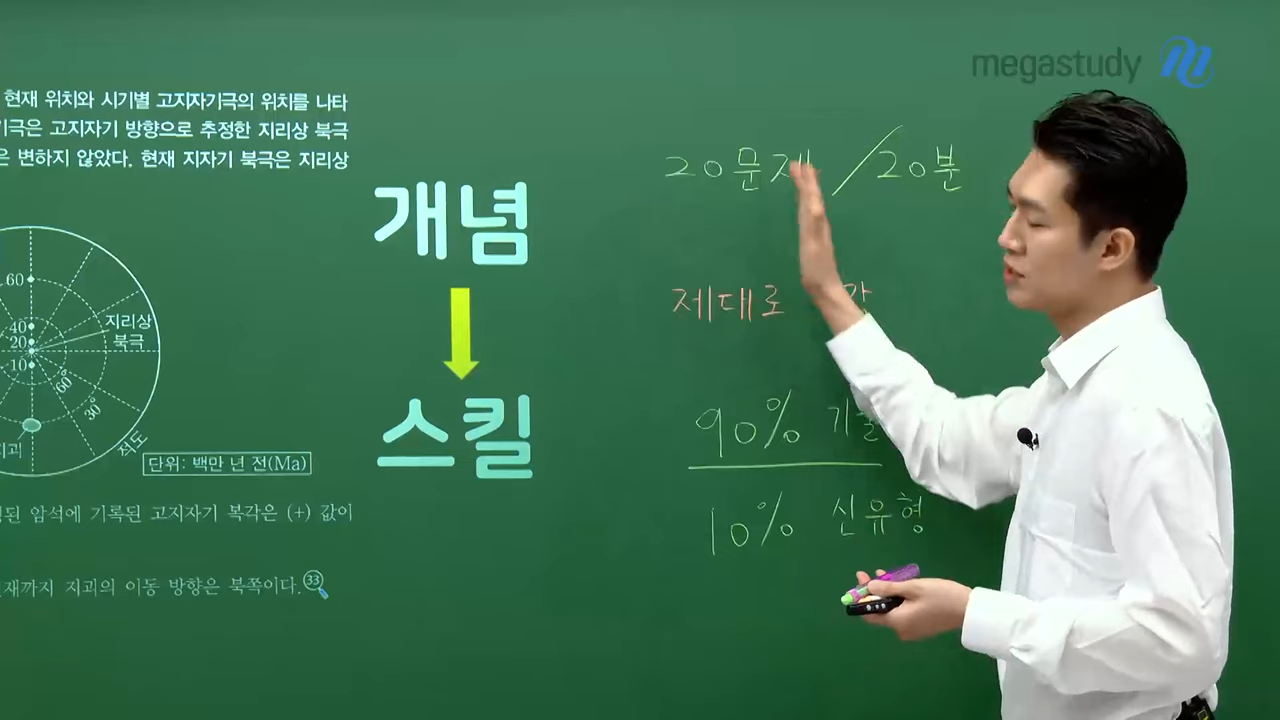 megastudy
현재 위치와 시기별 고지자기극의 위치를 나타
기극은 고지자기 방향으로 추정한 지리상 북극
은 변하지 않았다. 현재 지자기 북극은 지리상
60
40
20
10
지리상
북극
60°
30°
적도
지괴
단위: 백만 년 전(Ma)
된 암석에 기록된 고지자기 복각은 (+) 값이
재까지 지괴의 이동 방향은 북쪽이다. 33
개념
스킬
20문제 / 20분
제대로
90% 기출
10% 신유형